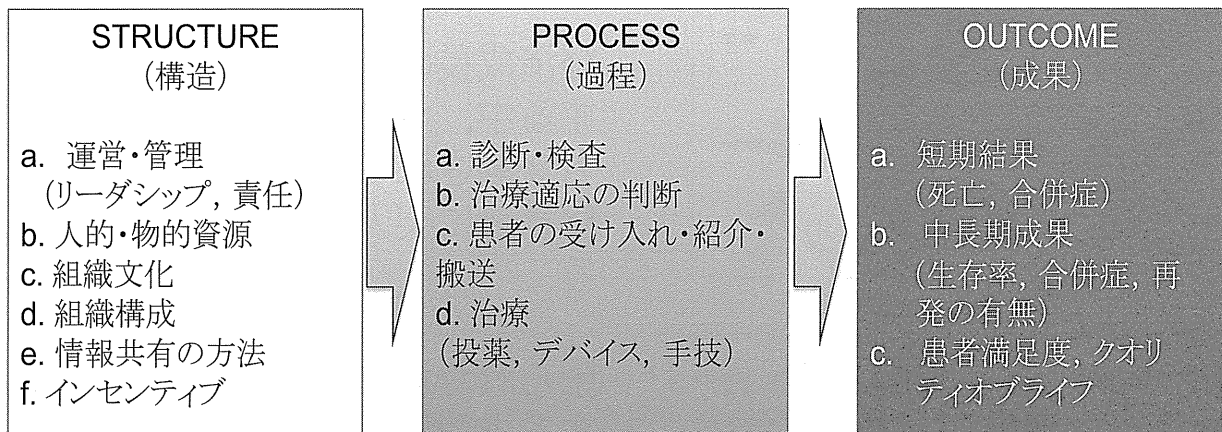 STRUCTURE
(構造)
a. 運営・管理
(リーダシップ, 責任)
b. 人的・物的資源
c. 組織文化
d. 組織構成
e. 情報共有の方法
f. インセンティブ
PROCESS
(過程)
a. 診断・検査
b. 治療適応の判断
c. 患者の受け入れ・紹介・
搬送
d. 治療
(投薬, デバイス, 手技)
OUTCOME
(成果)
a. 短期結果
(死亡, 合併症)
b. 中長期成果
(生存率, 合併症, 再
発の有無)
c. 患者満足度, クオリ
ティオブライフ